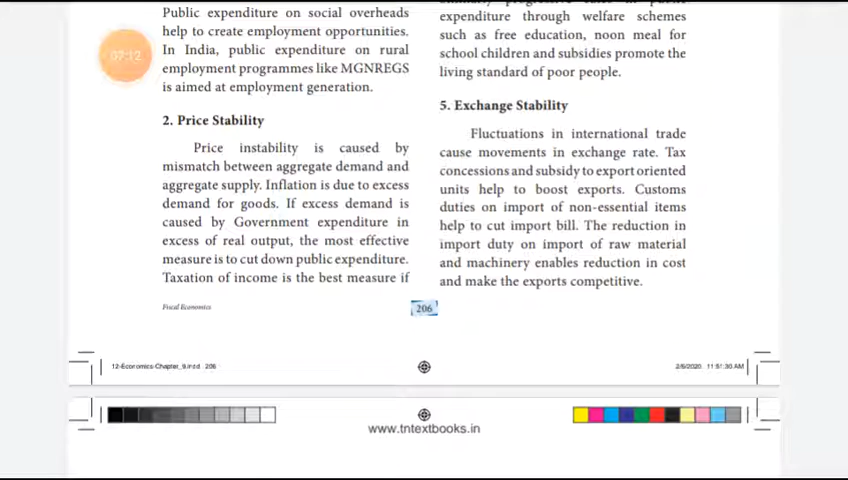 Public expenditure on social overheads
help to create employment opportunities.
In India, public expenditure on rural
employment programmes like MGNREGS
is aimed at employment generation.
2. Price Stability
Price instability is caused by
mismatch between aggregate demand and
aggregate supply. Inflation is due to excess
demand for goods. If excess demand is
caused by Government expenditure in
excess of real output, the most effective
measure is to cut down public expenditure.
Taxation of income is the best measure if
expenditure through welfare schemes
such as free education, noon meal for
school children and subsidies promote the
living standard of poor people.
5. Exchange Stability
Fluctuations in international trade
cause movements in exchange rate. Tax
concessions and subsidy to export oriented
units help to boost exports. Customs
duties on import of non-essential items
help to cut import bill. The reduction in
import duty on import of raw material
and machinery enables reduction in cost
and make the exports competitive.
07:12
Fiscal Economics
206
12-Economics-Chapter_9.indd 206
2/6/2020 11:51:30 AM
www.tntextbooks.in